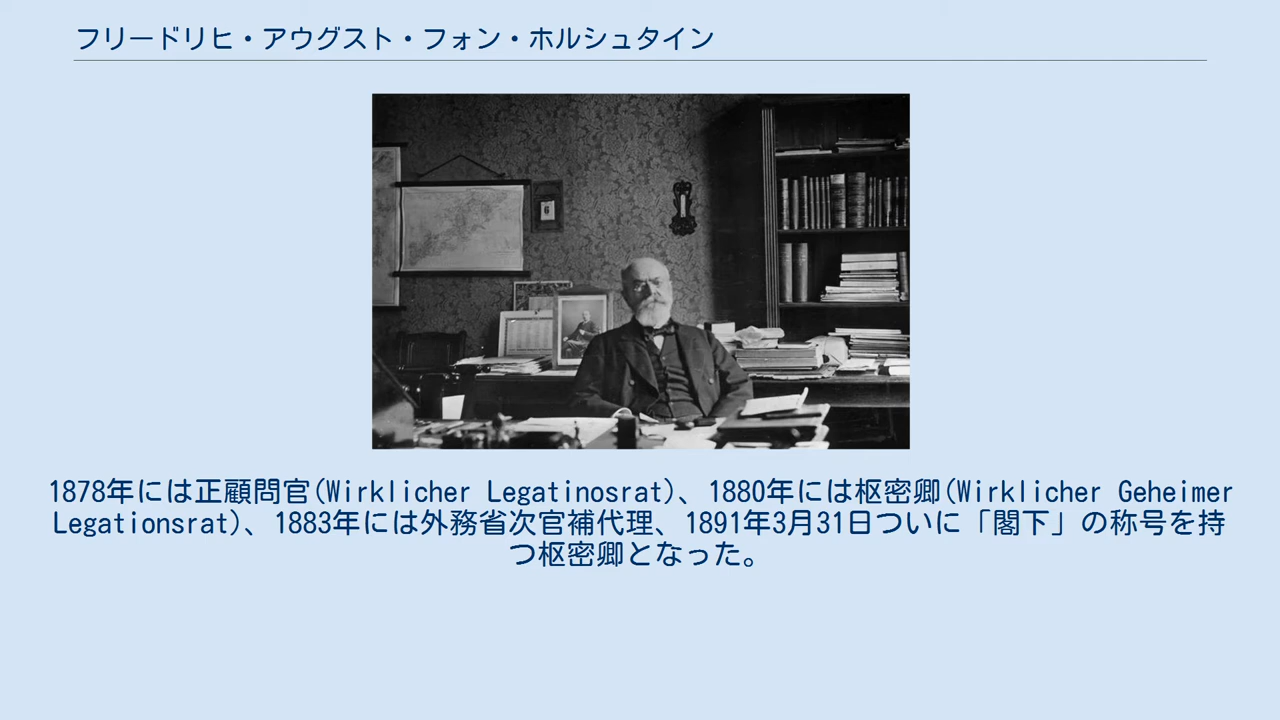 フリードリヒ・アウグスト・フォン・ホルシュタイン
6
1878年には正顧問官(Wirklicher Legatinosrat)、1880年には枢密卿(Wirklicher Geheimer
Legationsrat)、1883年には外務省次官補代理、1891年3月31日ついに「閣下」の称号を持
つ枢密卿となった。